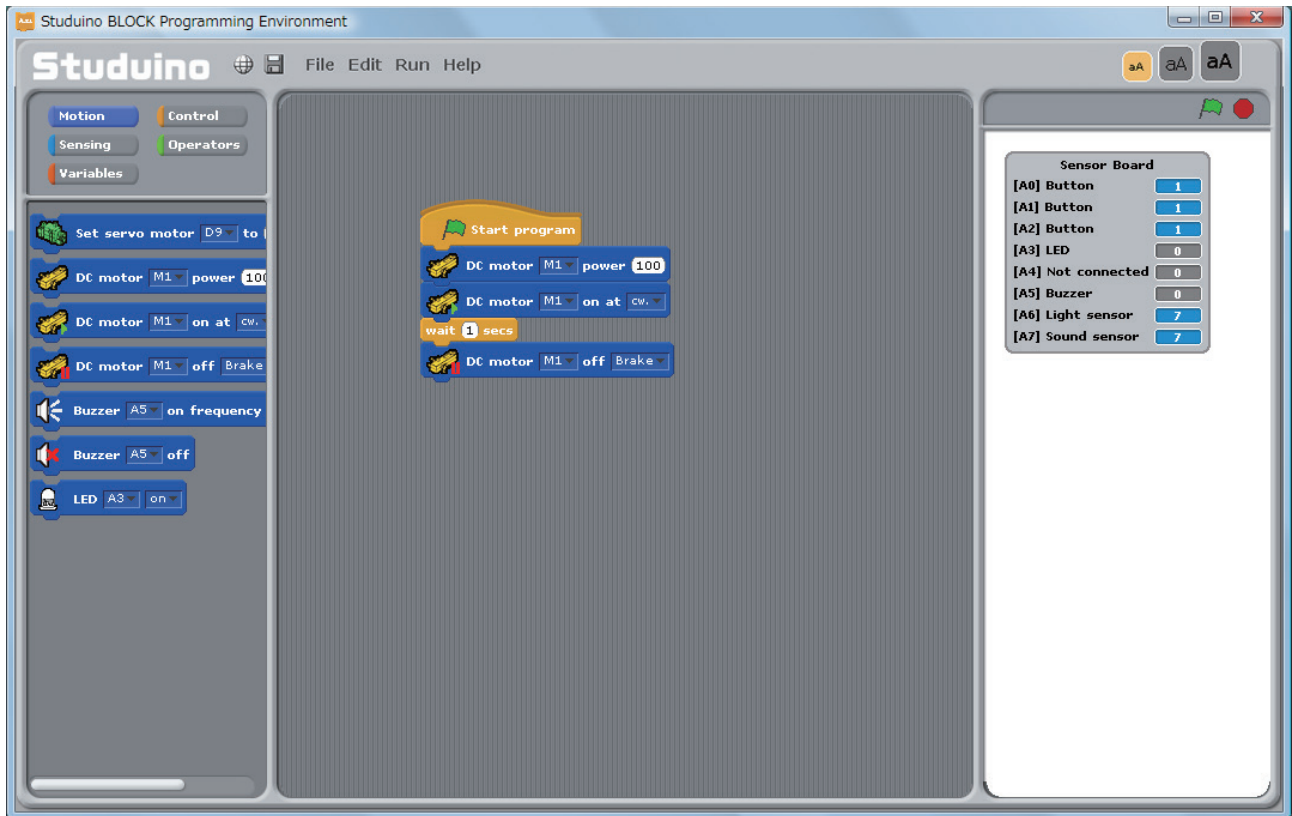 Studuino BLOCK Programming Environment
Studuino File Edit Run Help
aA aA aA
Motion Control
Sensing Operators
Variables
Set servo motor D9 to
DC motor M1 power 100
DC motor M1 on at cw.
DC motor M1 off Brake
Buzzer A5 on frequency
Buzzer A5 off
LED A3 on
Start program
DC motor M1 power 100
DC motor M1 on at cw.
wait 1 secs
DC motor M1 off Brake
Sensor Board
[A0] Button 1
[A1] Button 1
[A2] Button 1
[A3] LED 0
[A4] Not connected 0
[A5] Buzzer 0
[A6] Light sensor 7
[A7] Sound sensor 7